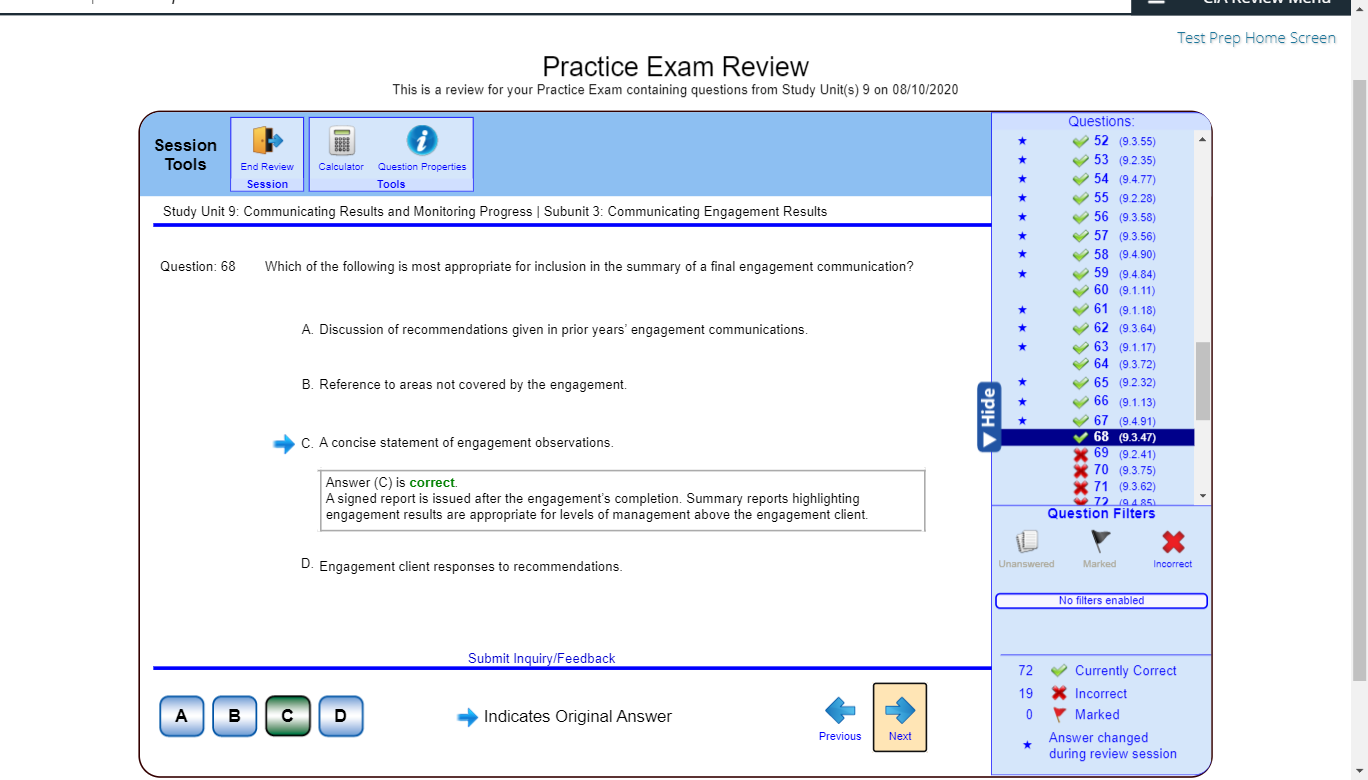 CIA Review Menu
Test Prep Home Screen
Practice Exam Review
This is a review for your Practice Exam containing questions from Study Unit(s) 9 on 08/10/2020
Session
Tools
End Review
Session
Calculator
Question Properties
Tools
Study Unit 9: Communicating Results and Monitoring Progress | Subunit 3: Communicating Engagement Results
Question: 68
Which of the following is most appropriate for inclusion in the summary of a final engagement communication?
A. Discussion of recommendations given in prior years' engagement communications.
B. Reference to areas not covered by the engagement.
C. A concise statement of engagement observations.
Answer (C) is correct.
A signed report is issued after the engagement's completion. Summary reports highlighting
engagement results are appropriate for levels of management above the engagement client.
D. Engagement client responses to recommendations.
Submit Inquiry/Feedback
A
B
C
D
Indicates Original Answer
Previous
Next
Hide
Questions:
52 (9.3.55)
53 (9.2.35)
54 (9.4.77)
55 (9.2.28)
56 (9.3.58)
57 (9.3.56)
58 (9.4.90)
59 (9.4.84)
60 (9.1.11)
61 (9.1.18)
62 (9.3.64)
63 (9.1.17)
64 (9.3.72)
65 (9.2.32)
66 (9.1.13)
67 (9.4.91)
68 (9.3.47)
69 (9.2.41)
70 (9.3.75)
71 (9.3.62)
72 (9.4.85)
Question Filters
Unanswered
Marked
Incorrect
No filters enabled
72 Currently Correct
19 Incorrect
0 Marked
Answer changed
during review session